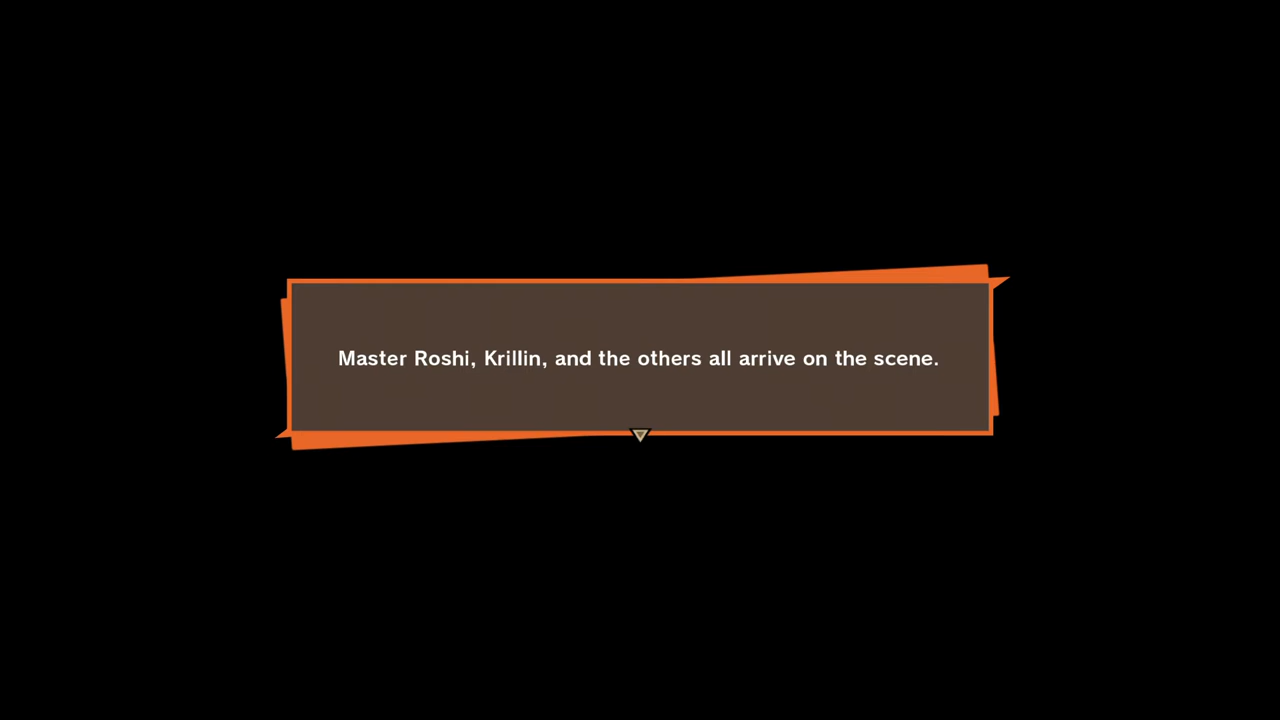 Master Roshi, Krillin, and the others all arrive on the scene.